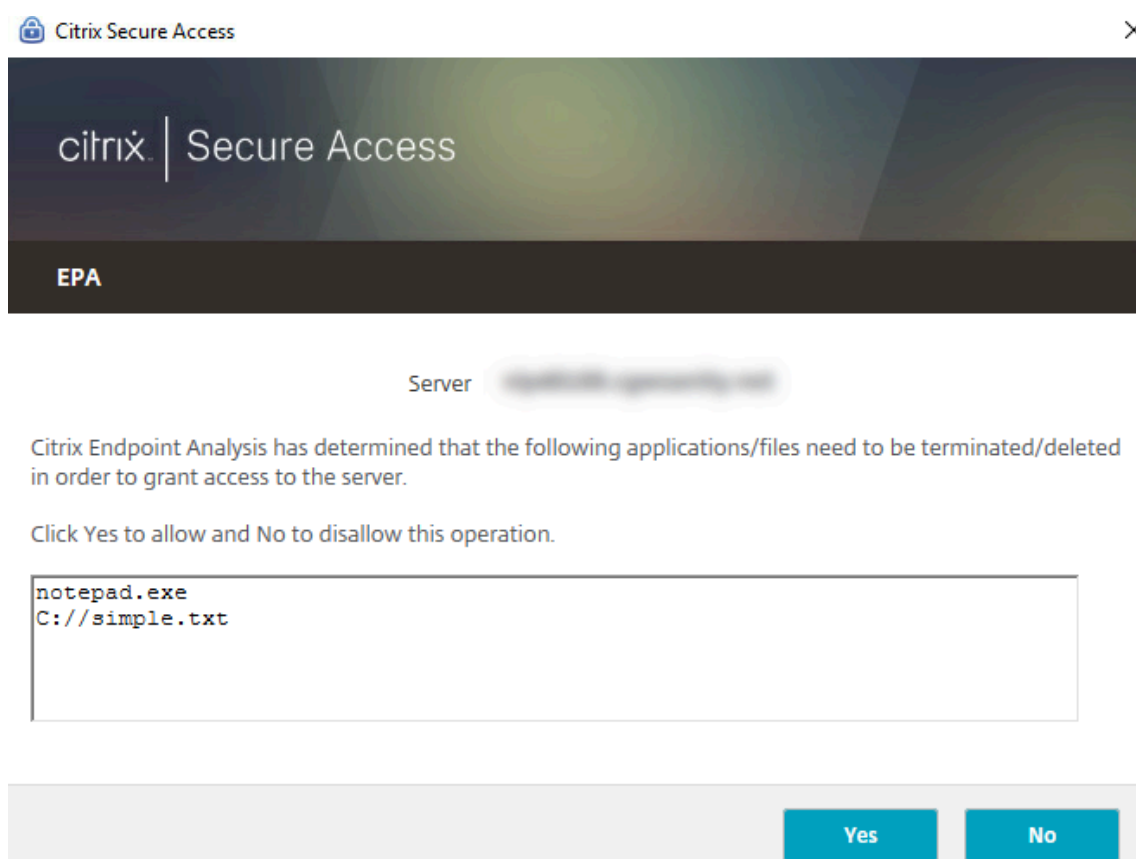 Citrix Secure Access
citrix. | Secure Access
EPA
Server
Citrix Endpoint Analysis has determined that the following applications/files need to be terminated/deleted
in order to grant access to the server.
Click Yes to allow and No to disallow this operation.
notepad.exe
C://simple.txt
Yes No